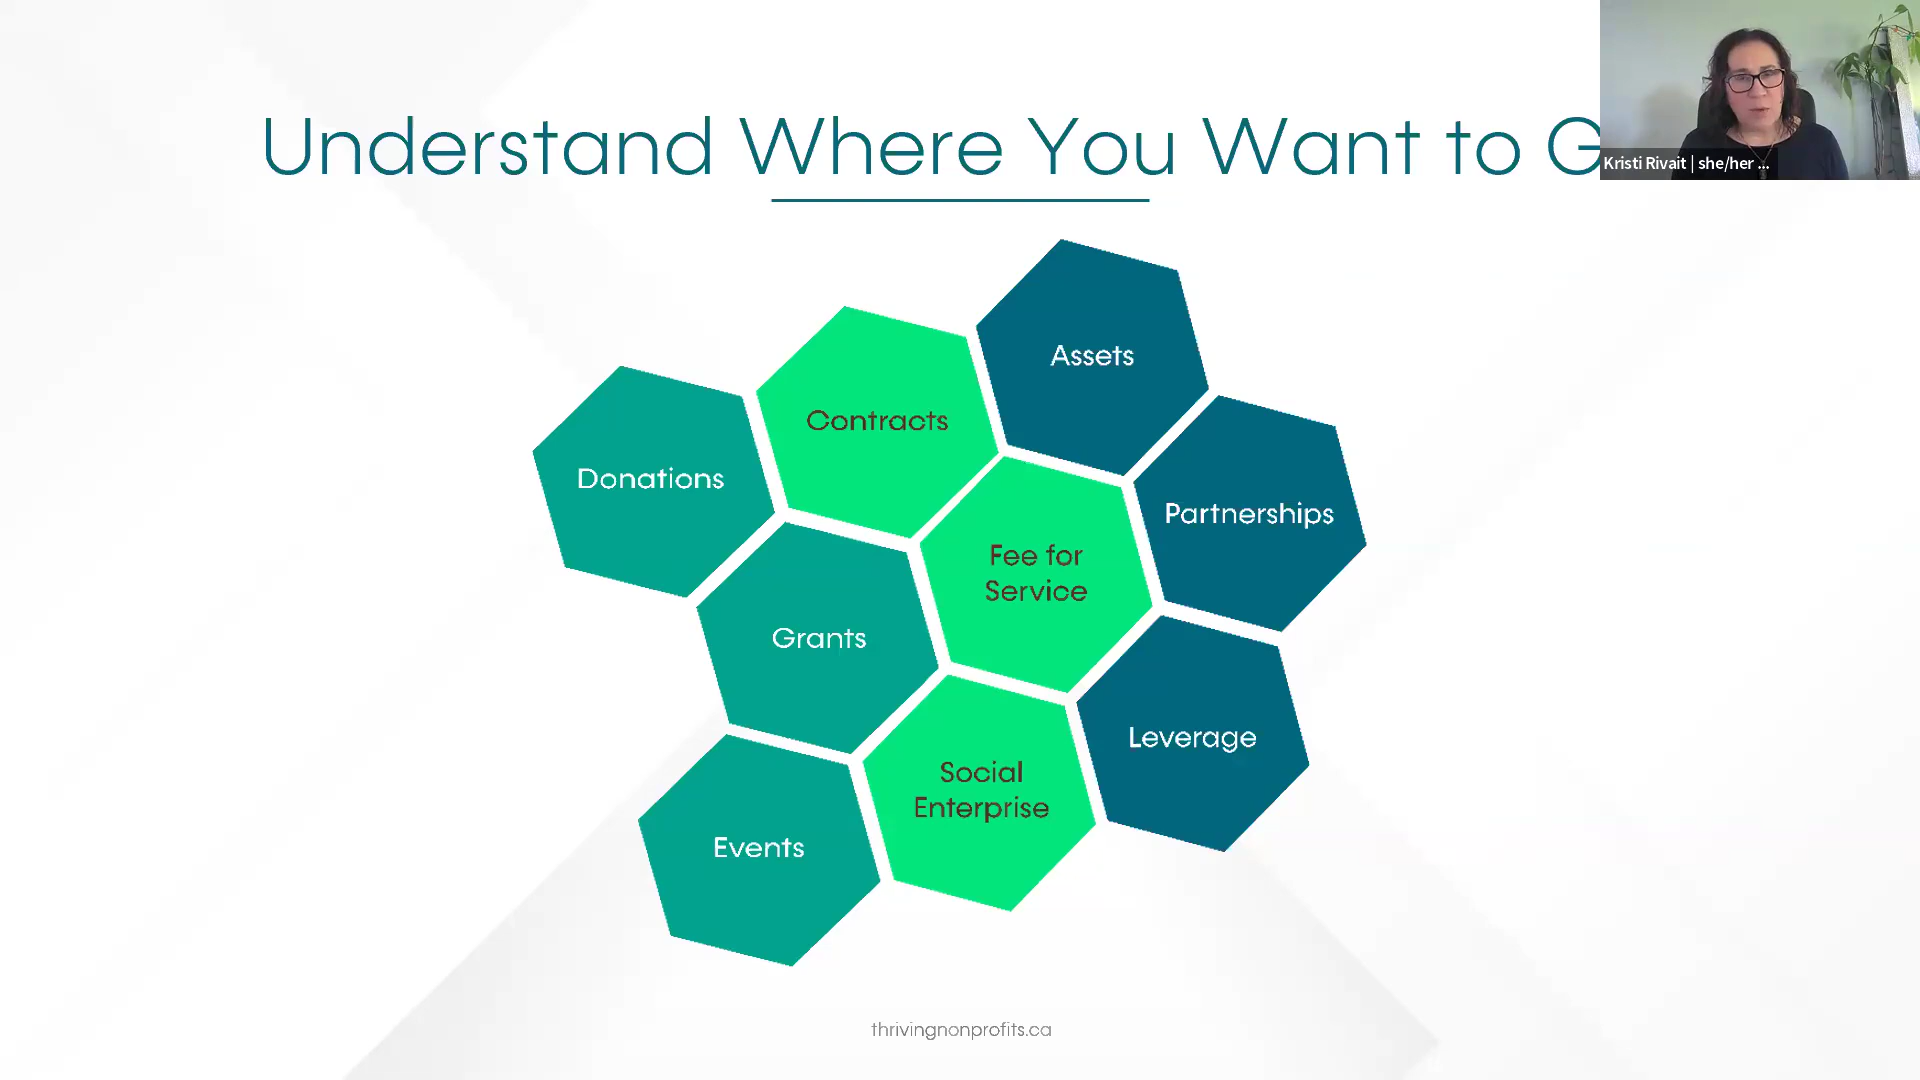 Understand Where You Want to G
Kristi Rivait | she/her ...
Assets
Contracts
Donations
Partnerships
Fee for
Service
Grants
Leverage
Social
Enterprise
Events
thrivingnonprofits.ca